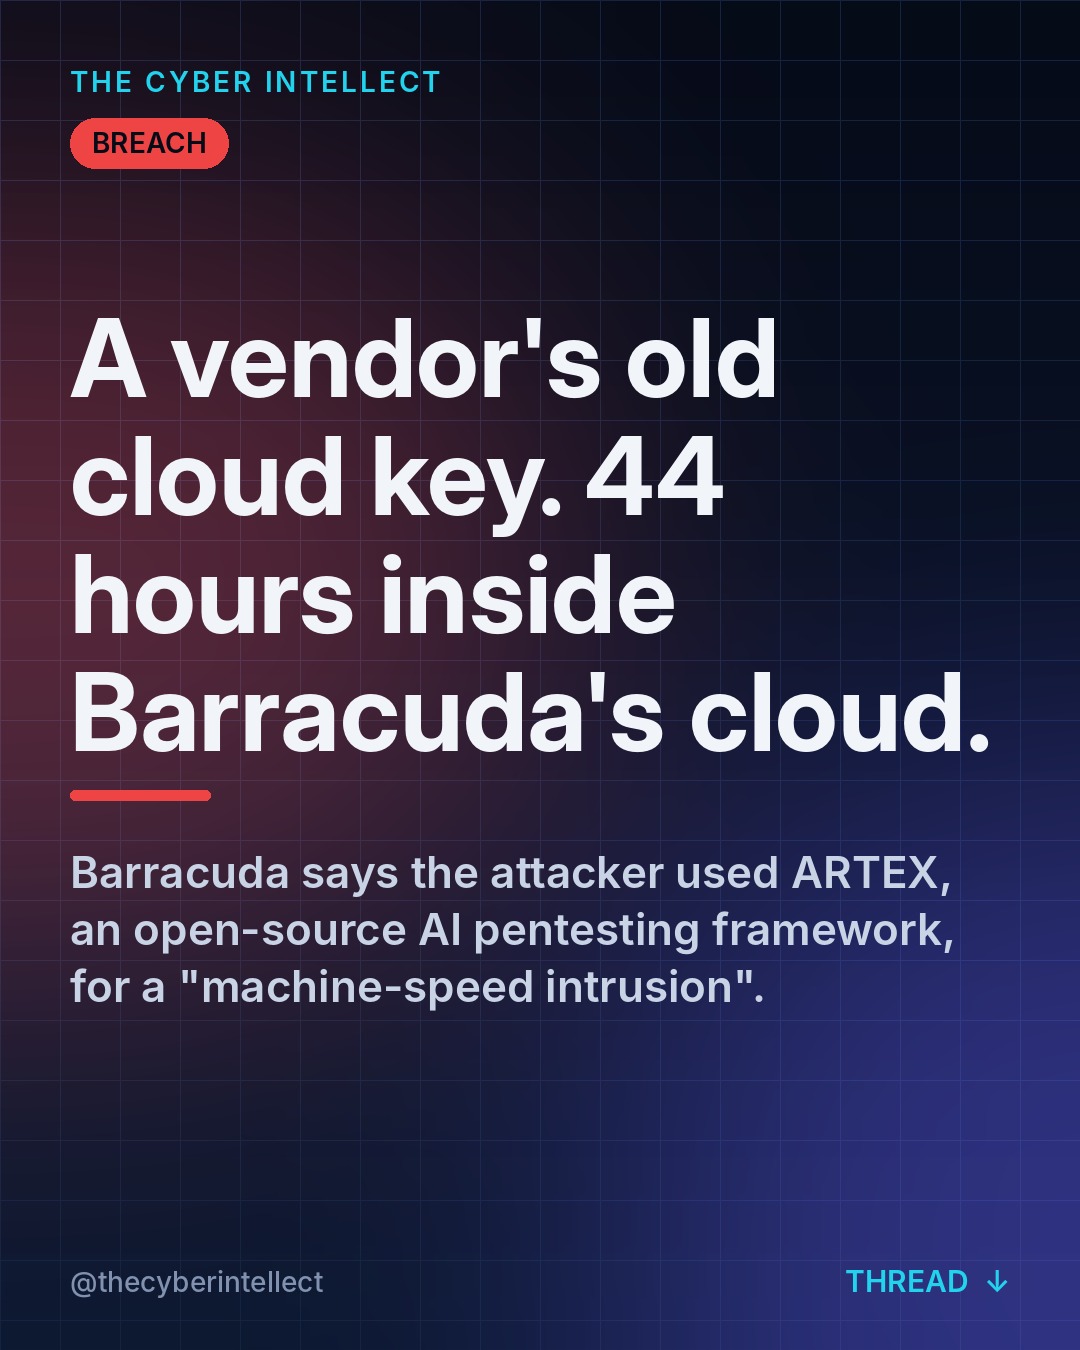 THE CYBER INTELLECT
BREACH
A vendor's old
cloud key. 44
hours inside
Barracuda's cloud.
Barracuda says the attacker used ARTEX,
an open-source AI pentesting framework,
for a "machine-speed intrusion".
@thecyberintellect
THREAD ↓